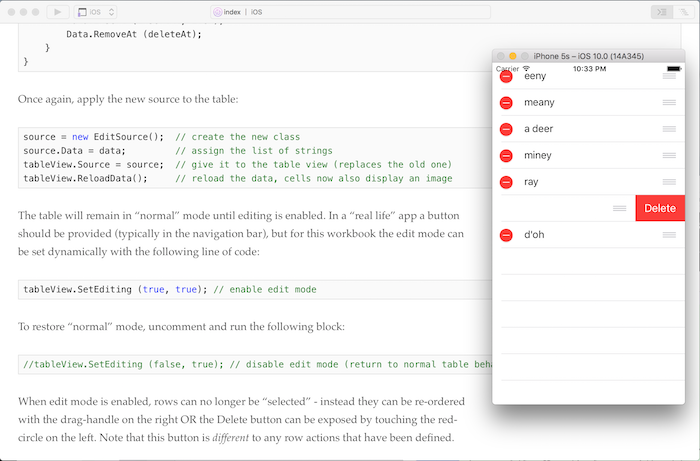 iOS
index | iOS
Data.RemoveAt (deleteAt);
}
}
Once again, apply the new source to the table:
source = new EditSource();  // create the new class
source.Data = data;         // assign the list of strings
tableView.Source = source;  // give it to the table view (replaces the old one)
tableView.ReloadData();     // reload the data, cells now also display an image
The table will remain in “normal” mode until editing is enabled. In a “real life” app a button
should be provided (typically in the navigation bar), but for this workbook the edit mode can
be set dynamically with the following line of code:
tableView.SetEditing (true, true); // enable edit mode
To restore “normal” mode, uncomment and run the following block:
//tableView.SetEditing (false, true); // disable edit mode (return to normal table beha
When edit mode is enabled, rows can no longer be “selected” - instead they can be re-ordered
with the drag-handle on the right OR the Delete button can be exposed by touching the red-
circle on the left. Note that this button is different to any row actions that have been defined.
iPhone 5s – iOS 10.0 (14A345)
Carrier 10:33 PM
eeny
meany
a deer
miney
ray
Delete
d'oh